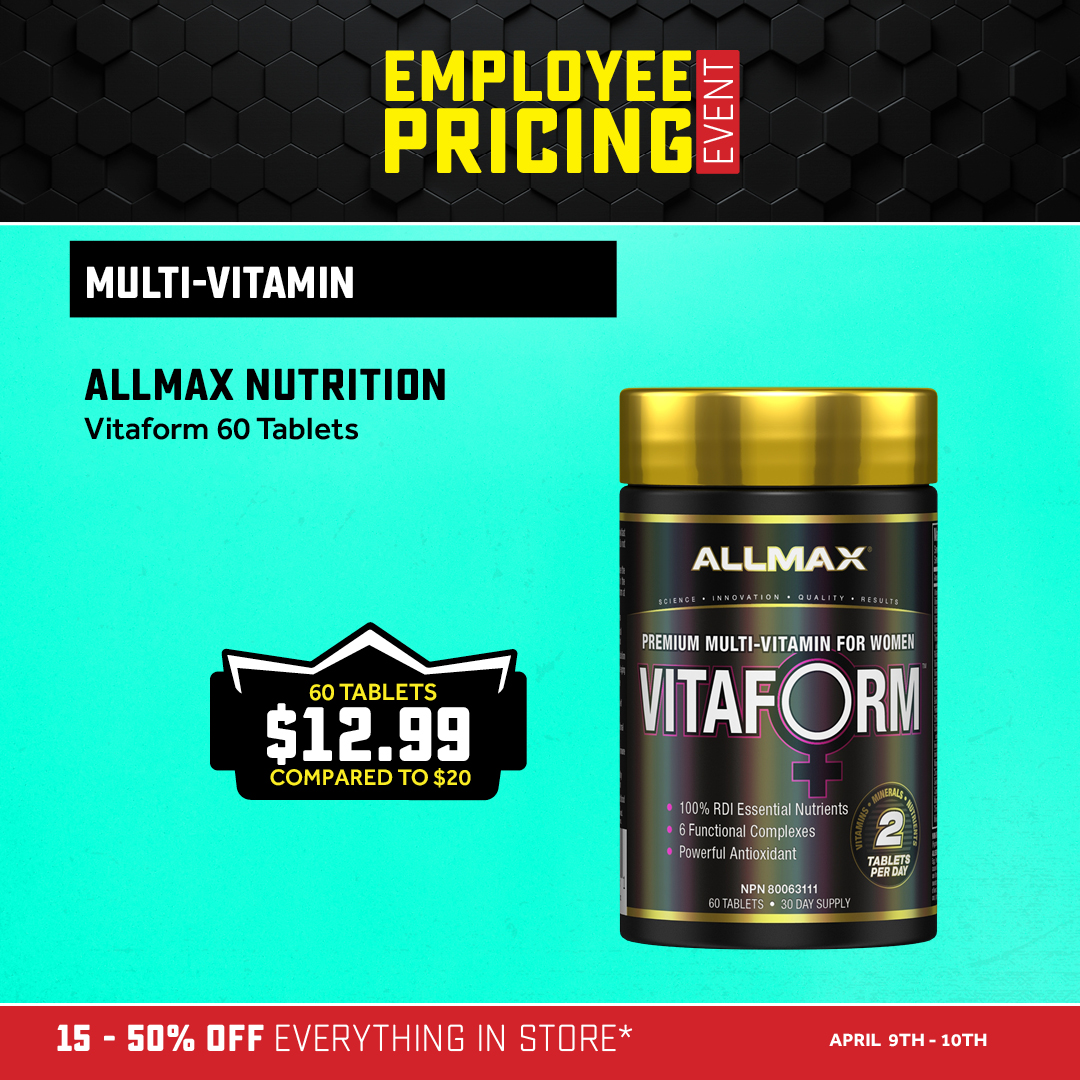 EMPLOYEE
PRICING
EVENT
MULTI-VITAMIN
ALLMAX NUTRITION
Vitaform 60 Tablets
60 TABLETS
$12.99
COMPARED TO $20
ALLMAX®
SCIENCE • INNOVATION • QUALITY • RESULTS
PREMIUM MULTI-VITAMIN FOR WOMEN
VITAFORM™
• 100% RDI Essential Nutrients
• 6 Functional Complexes
• Powerful Antioxidant
VITAMINS • MINERALS • NUTRIENTS
2
TABLETS
PER DAY
NPN 80063111
60 TABLETS • 30 DAY SUPPLY
15 - 50% OFF EVERYTHING IN STORE*
APRIL 9TH - 10TH